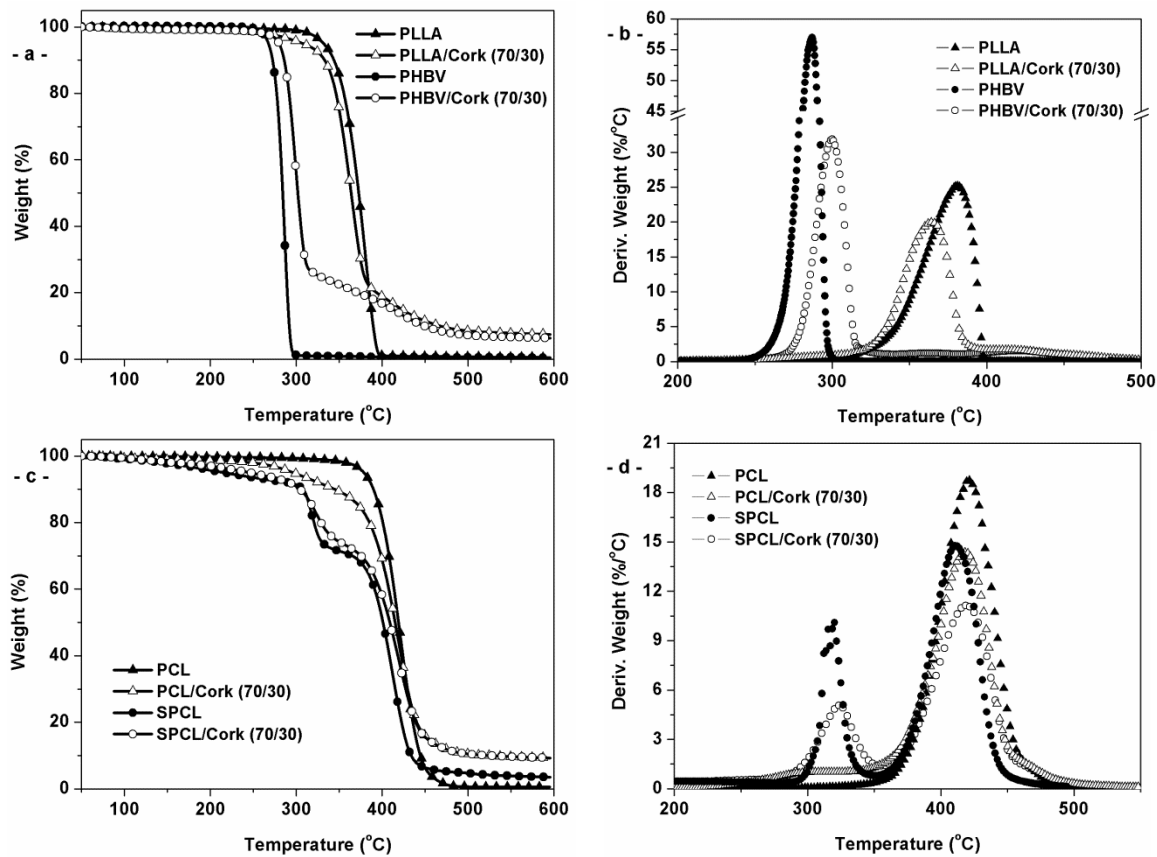 - a -
PLLA
PLLA/Cork (70/30)
PHBV
PHBV/Cork (70/30)
Weight (%)
100
80
60
40
20
0
100 200 300 400 500 600
Temperature (°C)
- b -
PLLA
PLLA/Cork (70/30)
PHBV
PHBV/Cork (70/30)
Deriv. Weight (%/°C)
60
55
50
45
30
25
20
15
10
5
0
200 300 400 500
Temperature (°C)
- c -
PCL
PCL/Cork (70/30)
SPCL
SPCL/Cork (70/30)
Weight (%)
100
80
60
40
20
0
100 200 300 400 500 600
Temperature (°C)
- d -
PCL
PCL/Cork (70/30)
SPCL
SPCL/Cork (70/30)
Deriv. Weight (%/°C)
21
18
15
12
9
6
3
0
200 300 400 500
Temperature (°C)